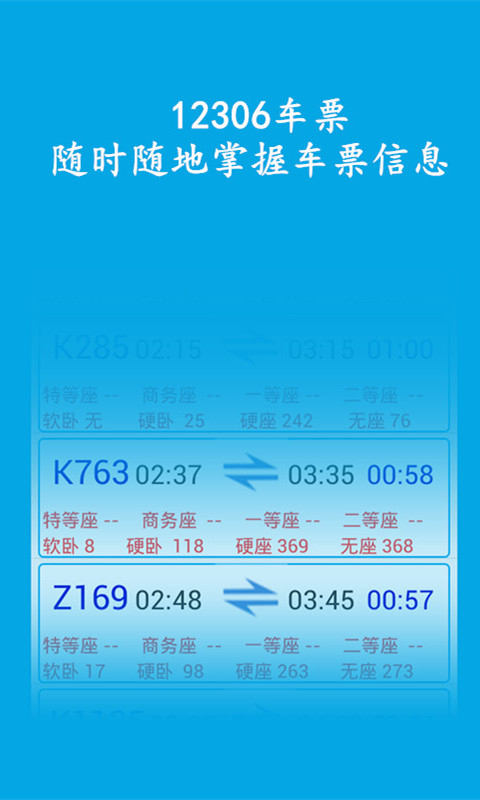 12306车票
随时随地掌握车票信息
K285 02:15 03:15 01:00
特等座 -- 商务座 -- 一等座 -- 二等座 --
软卧 无 硬卧 25 硬座 242 无座 76
K763 02:37 03:35 00:58
特等座 -- 商务座 -- 一等座 -- 二等座 --
软卧 8 硬卧 118 硬座 369 无座 368
Z169 02:48 03:45 00:57
特等座 -- 商务座 -- 一等座 -- 二等座 --
软卧 17 硬卧 98 硬座 263 无座 273